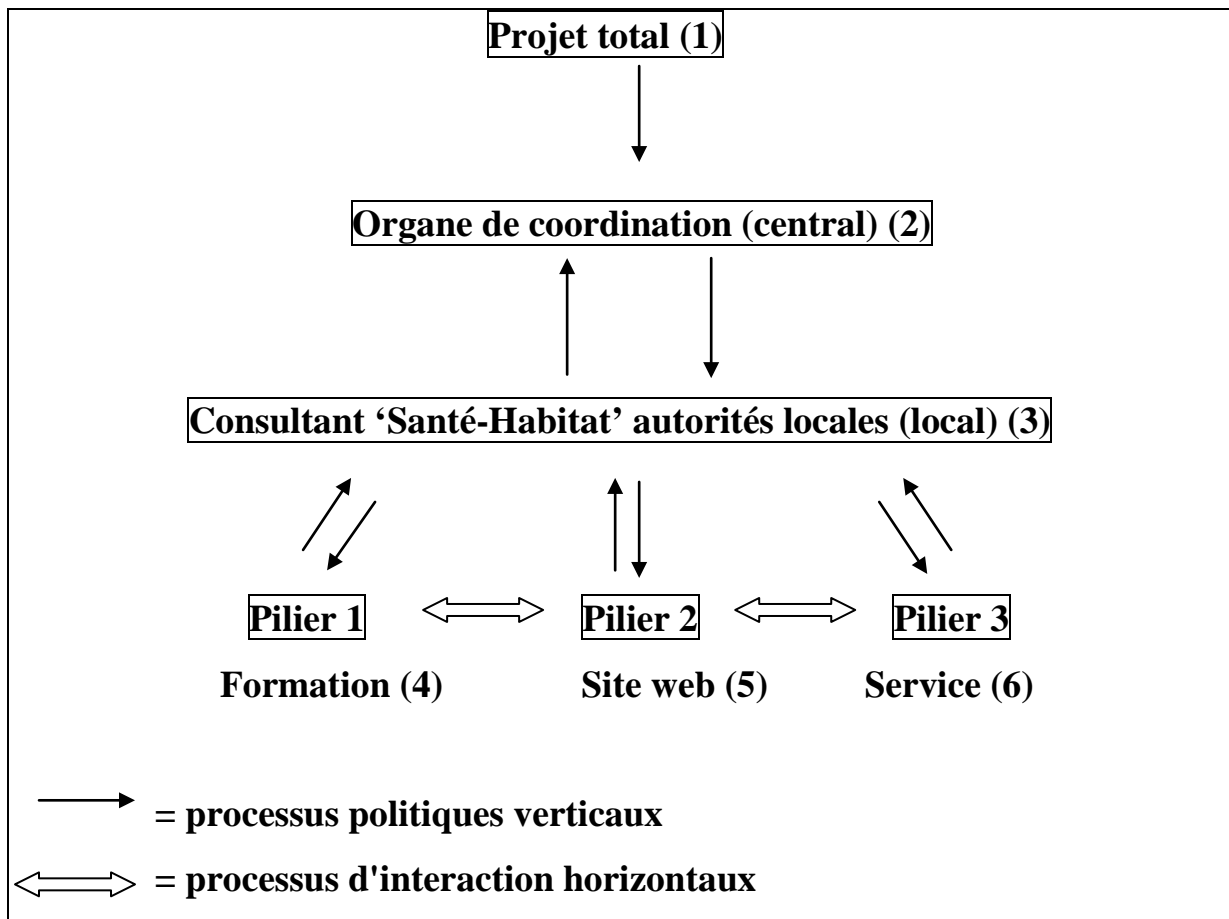 Projet total (1)
Organe de coordination (central) (2)
Consultant ‘Santé-Habitat’ autorités locales (local) (3)
Pilier 1 Pilier 2 Pilier 3
Formation (4) Site web (5) Service (6)
= processus politiques verticaux
= processus d'interaction horizontaux